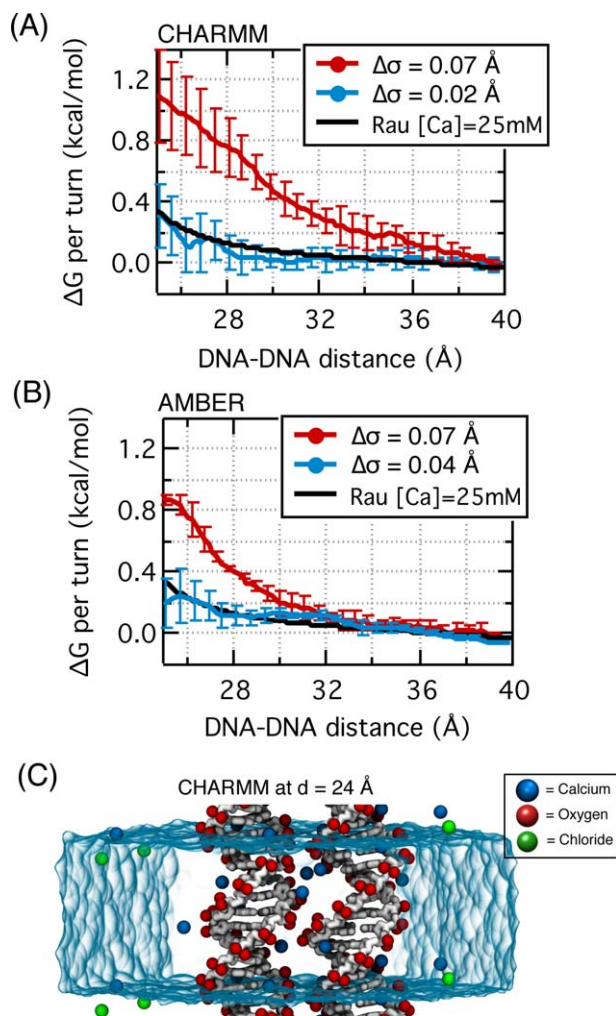 (A)
CHARMM
Δσ = 0.07 Å
Δσ = 0.02 Å
Rau [Ca]=25mM
1.2
0.8
0.4
0.0
ΔG per turn (kcal/mol)
28 32 36 40
DNA-DNA distance (Å)
(B)
AMBER
Δσ = 0.07 Å
Δσ = 0.04 Å
Rau [Ca]=25mM
1.2
0.8
0.4
0.0
ΔG per turn (kcal/mol)
28 32 36 40
DNA-DNA distance (Å)
(C)
CHARMM at d = 24 Å
= Calcium
= Oxygen
= Chloride